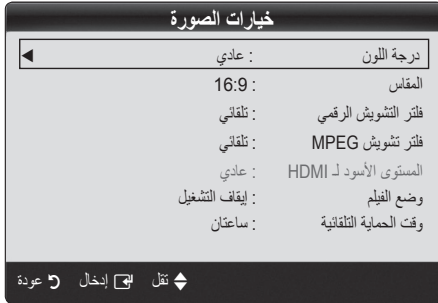 خيارات الصورة
درجة اللون : عادي
المقاس : 16:9
فلتر التشويش الرقمي : تلقائي
فلتر تشويش MPEG : تلقائي
المستوى الأسود لـ HDMI : عادي
وضع الفيلم : إيقاف التشغيل
وقت الحماية التلقائية : ساعتان
تنقل إدخال عودة